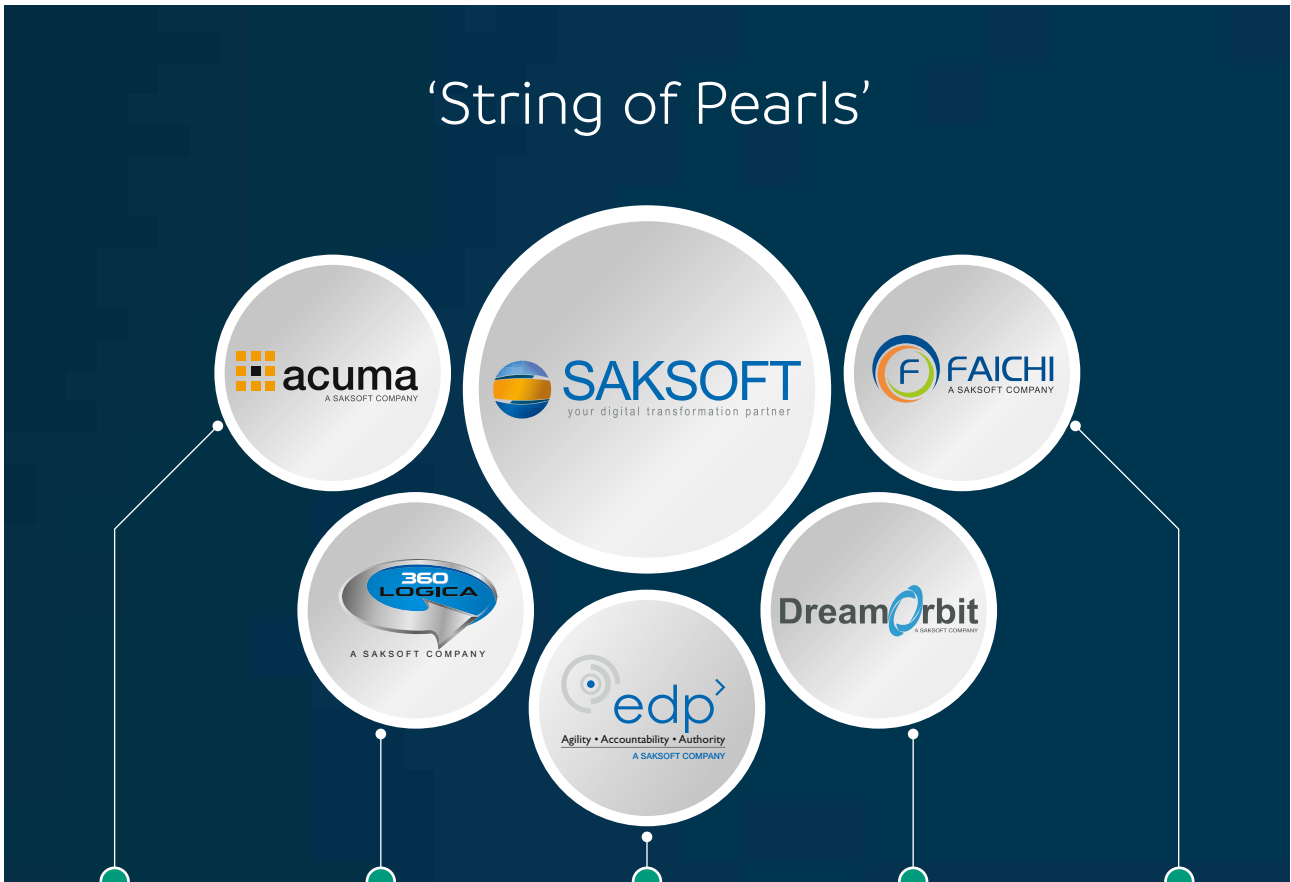 ‘String of Pearls’
acuma
A SAKSOFT COMPANY
SAKSOFT
your digital transformation partner
F FAICHI
A SAKSOFT COMPANY
360
LOGICA
A SAKSOFT COMPANY
edp
Agility • Accountability • Authority
A SAKSOFT COMPANY
DreamOrbit
A SAKSOFT COMPANY